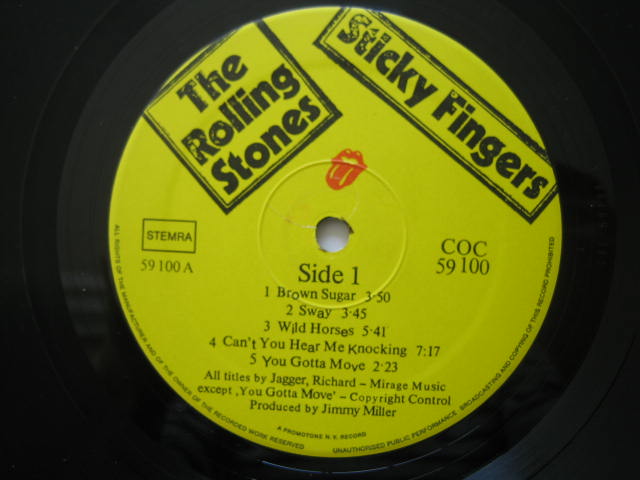 The
Rolling
Stones
Sticky Fingers
STEMRA
59 100 A
COC
59 100
Side 1
1 Brown Sugar 3·50
2 Sway 3·45
3 Wild Horses 5·41
4 Can't You Hear Me Knocking 7:17
5 You Gotta Move 2·23
All titles by Jagger, Richard – Mirage Music
except ,You Gotta Move' – Copyright Control
Produced by Jimmy Miller
A PROMOTONE N.V. RECORD
ALL RIGHTS OF THE MANUFACTURER AND OF THE OWNER OF THE RECORDED WORK RESERVED
UNAUTHORISED PUBLIC PERFORMANCE BROADCASTING AND COPYING OF THIS RECORD PROHIBITED